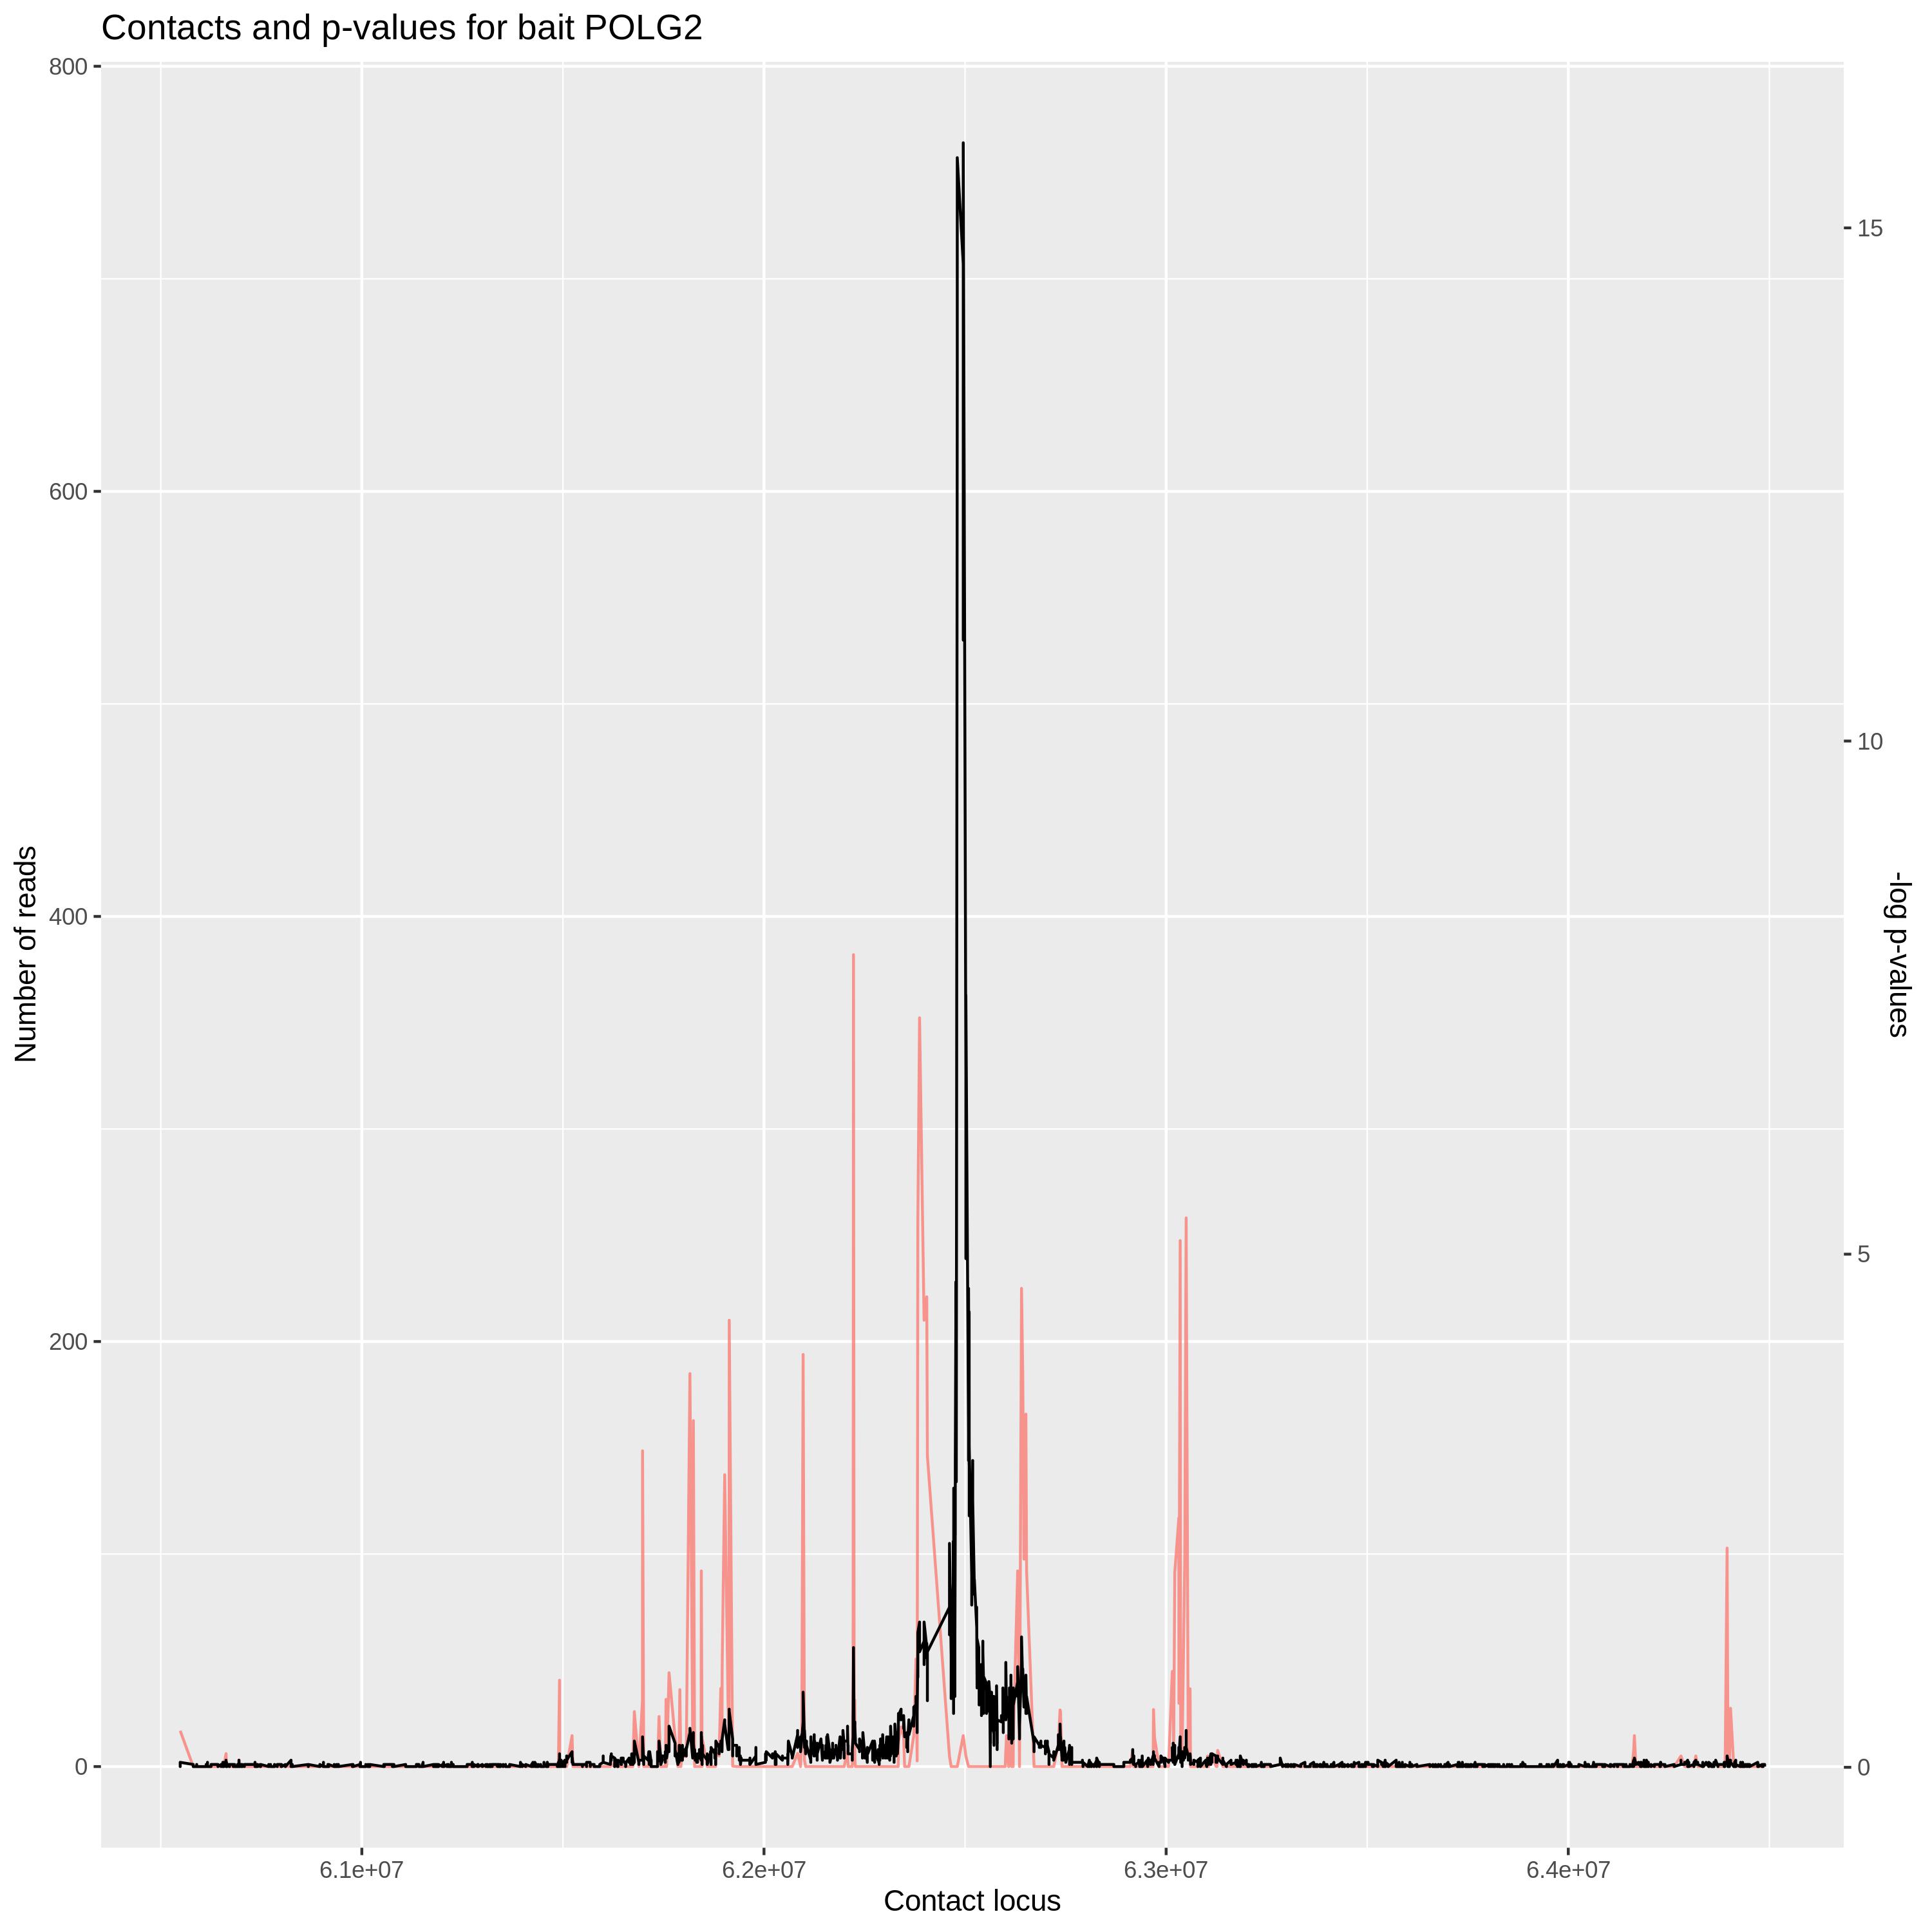 Contacts and p-values for bait POLG2
800
600
400
200
0
Number of reads
15
10
5
0
-log p-values
6.1e+07
6.2e+07
6.3e+07
6.4e+07
Contact locus